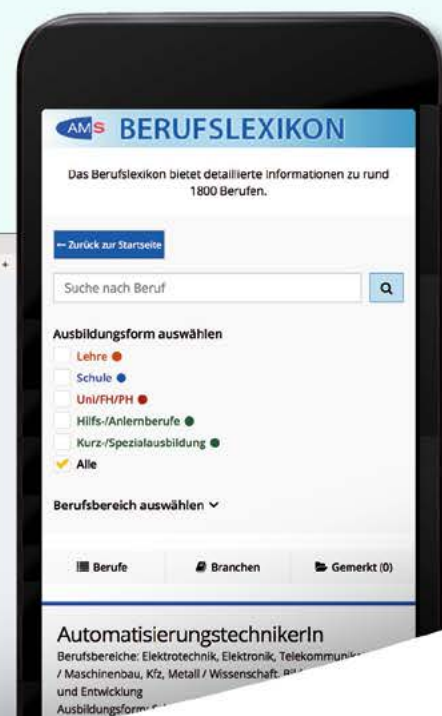 AMS BERUFSLEXIKON
Das Berufslexikon bietet detaillierte Informationen zu rund
1800 Berufen.
← Zurück zur Startseite
+
Suche nach Beruf
Ausbildungsform auswählen
Lehre
Schule
Uni/FH/PH
Hilfs-/Anlernberufe
Kurz-/Spezialausbildung
Alle
Berufsbereich auswählen
Berufe Branchen Gemerkt (0)
AutomatisierungstechnikerIn
Berufsbereiche: Elektrotechnik, Elektronik,
/ Maschinenbau, Kfz, Metall / Wissenschaft,
und Entwicklung